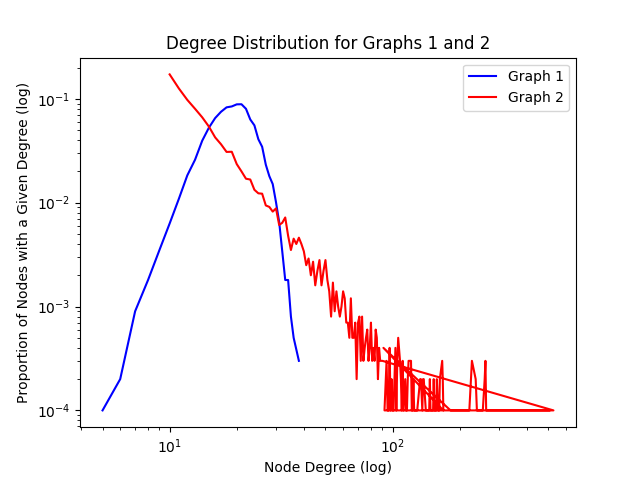 Degree Distribution for Graphs 1 and 2
Graph 1
Graph 2
Proportion of Nodes with a Given Degree (log)
10⁻¹
10⁻²
10⁻³
10⁻⁴
10¹
10²
Node Degree (log)